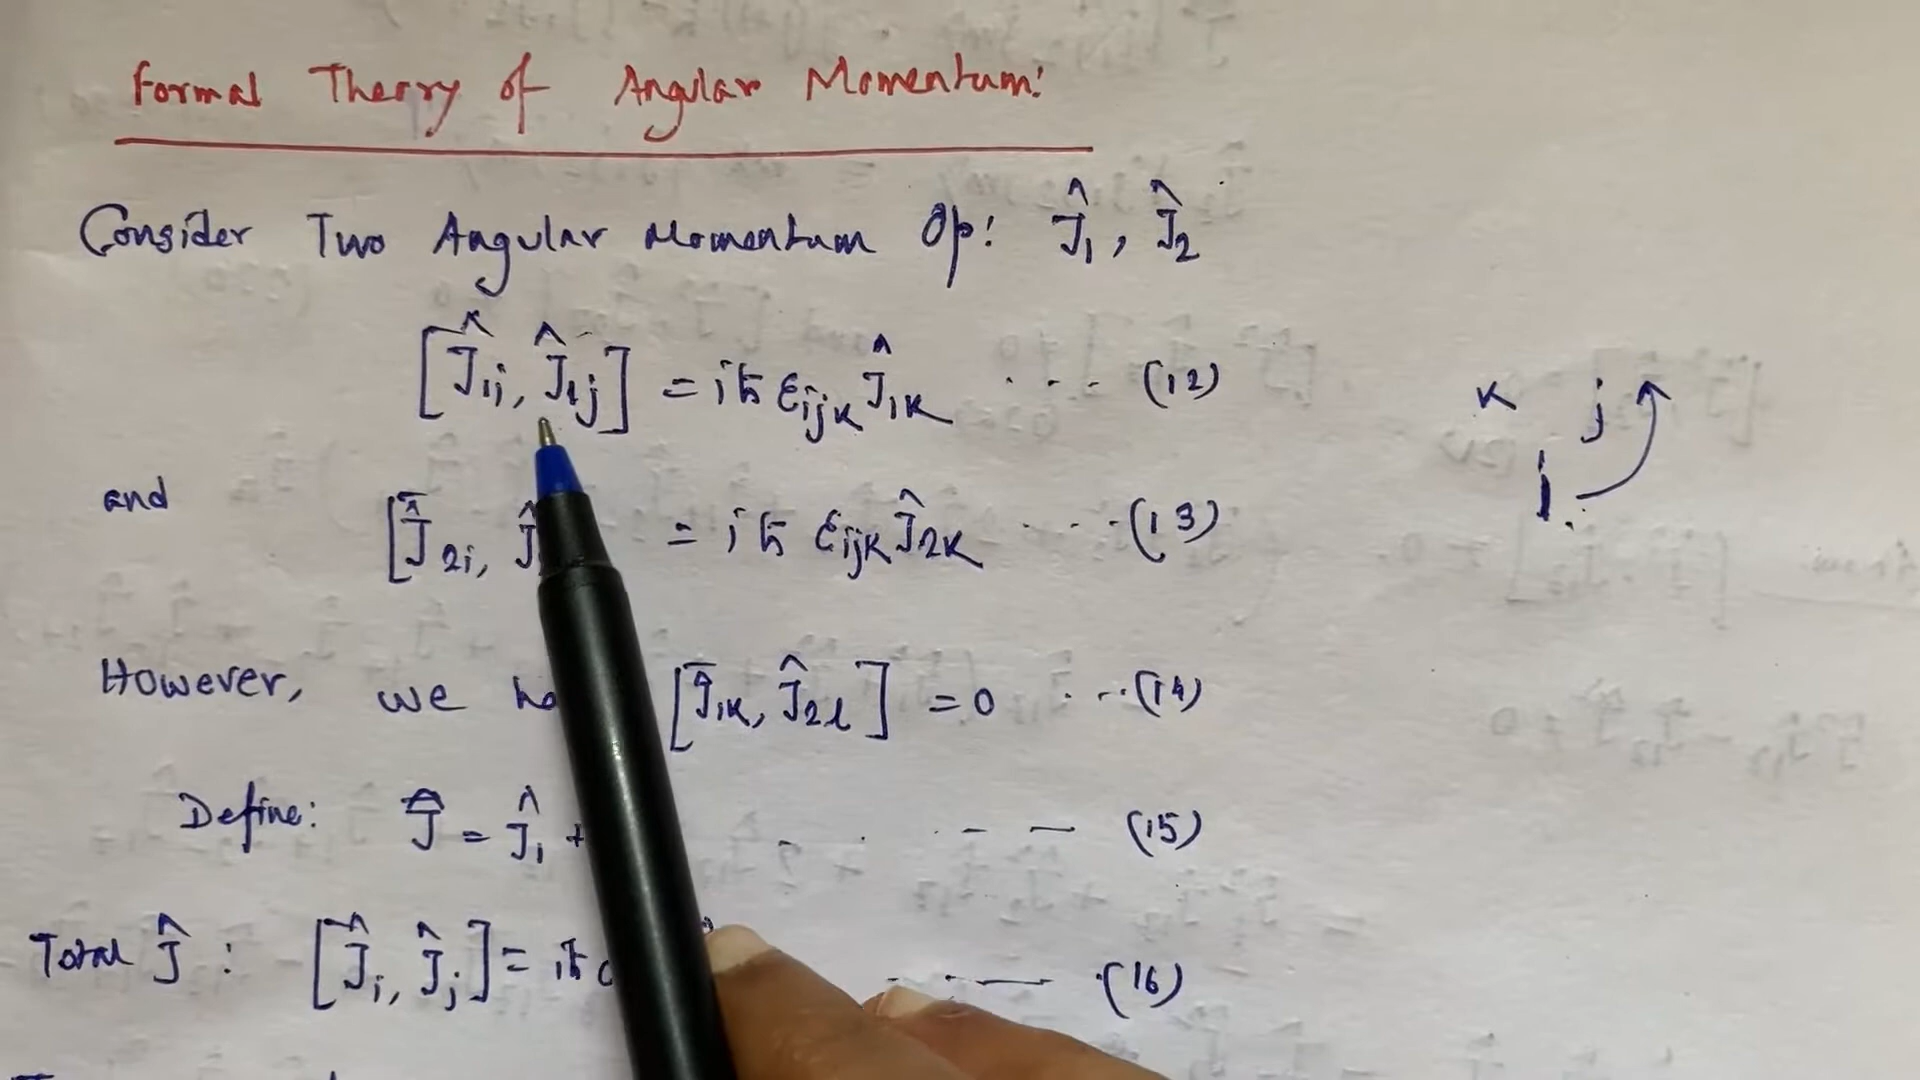 Formal Theory of Angular Momentum:
Consider Two Angular Momentum Op: Ĵ₁, Ĵ₂
[Ĵ₁ᵢ, Ĵ₁ⱼ] = iħ εᵢⱼₖ Ĵ₁ₖ ... (12)
k j
i
and [Ĵ₂ᵢ, Ĵ = iħ εᵢⱼₖ Ĵ₂ₖ ... (13)
However, we ha [Ĵ₁ₖ, Ĵ₂ₗ] = 0 ... (14)
Define: Ĵ = Ĵ₁ + --- (15)
Total Ĵ : [Ĵᵢ, Ĵⱼ] = iħ --- (16)